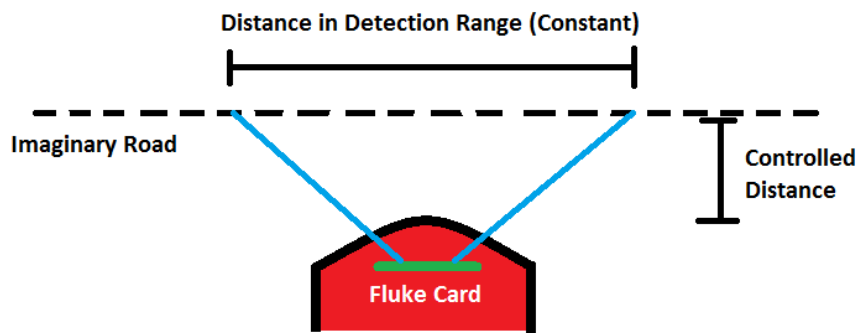 Distance in Detection Range (Constant)
Imaginary Road
Controlled
Distance
Fluke Card